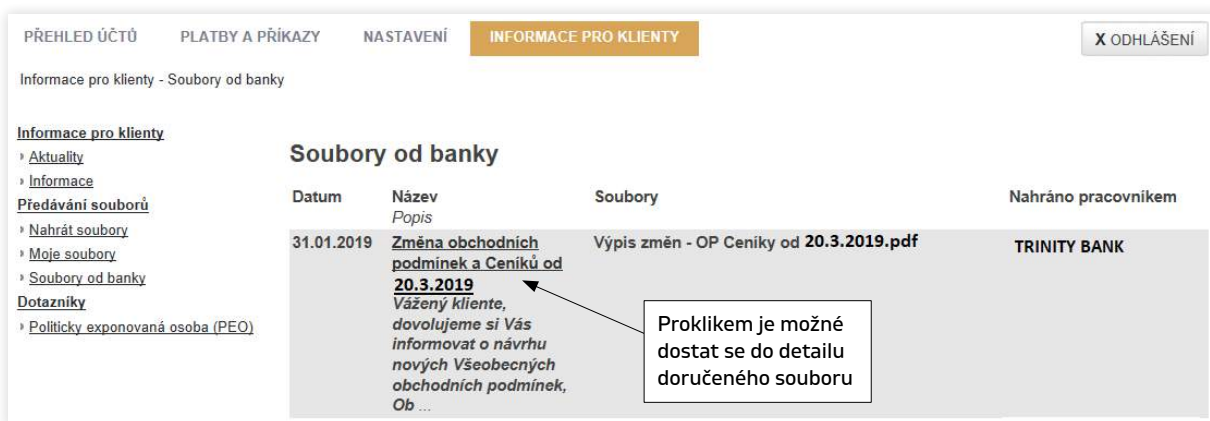 PŘEHLED ÚČTŮ PLATBY A PŘÍKAZY NASTAVENÍ INFORMACE PRO KLIENTY X ODHLÁŠENÍ
Informace pro klienty - Soubory od banky
Informace pro klienty
Aktuality
Informace
Předávání souborů
Nahrát soubory
Moje soubory
Soubory od banky
Dotazníky
Politicky exponovaná osoba (PEO)
Soubory od banky
Datum Název Soubory Nahráno pracovníkem
Popis
31.01.2019 Změna obchodních Výpis změn - OP Ceníky od 20.3.2019.pdf TRINITY BANK
podmínek a Ceníků od
20.3.2019
Vážený kliente,
dovolujeme si Vás
informovat o návrhu
nových Všeobecných
obchodních podmínek,
Ob ...
Proklikem je možné
dostat se do detailu
doručeného souboru